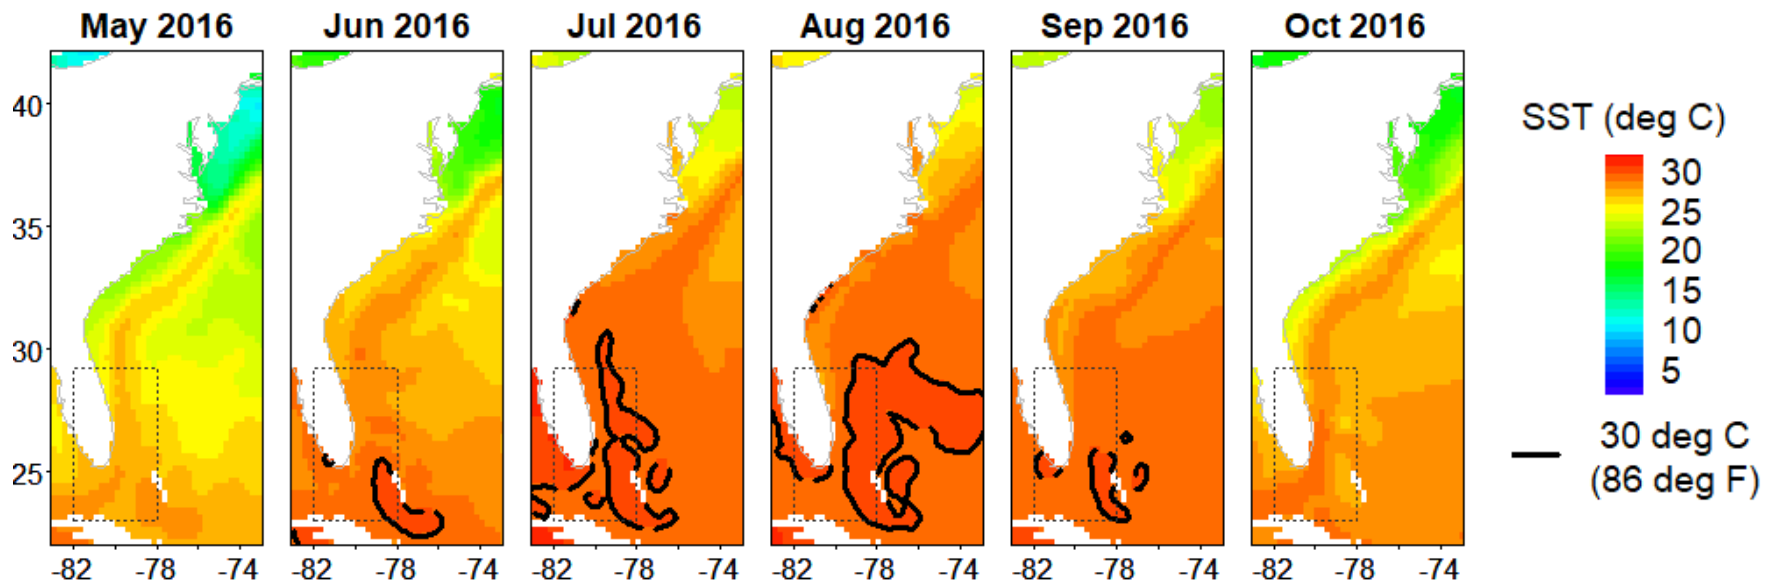 May 2016 Jun 2016 Jul 2016 Aug 2016 Sep 2016 Oct 2016
40
35
30
25
-82 -78 -74 -82 -78 -74 -82 -78 -74 -82 -78 -74 -82 -78 -74 -82 -78 -74
SST (deg C)
30
25
20
15
10
5
30 deg C
(86 deg F)